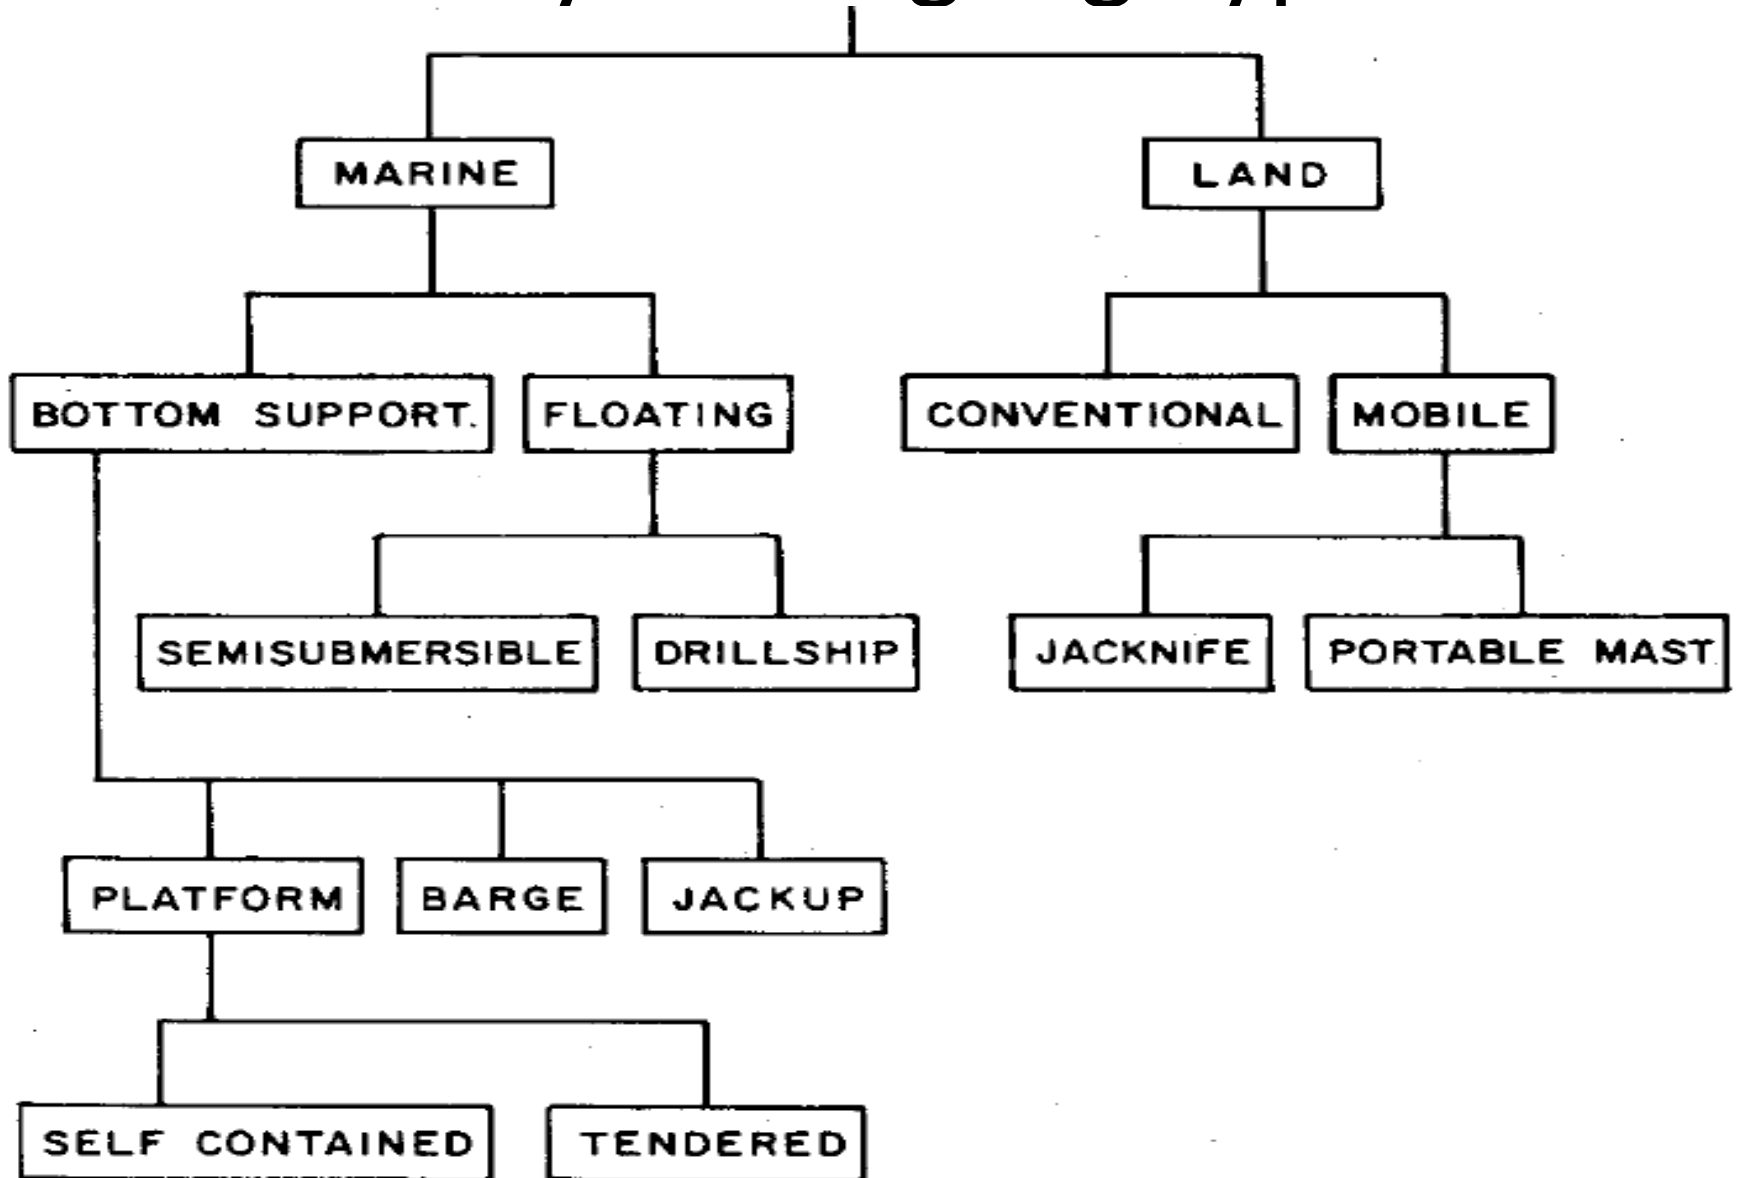 MARINE
LAND
BOTTOM SUPPORT.
FLOATING
CONVENTIONAL
MOBILE
SEMISUBMERSIBLE
DRILLSHIP
JACKNIFE
PORTABLE MAST
PLATFORM
BARGE
JACKUP
SELF CONTAINED
TENDERED